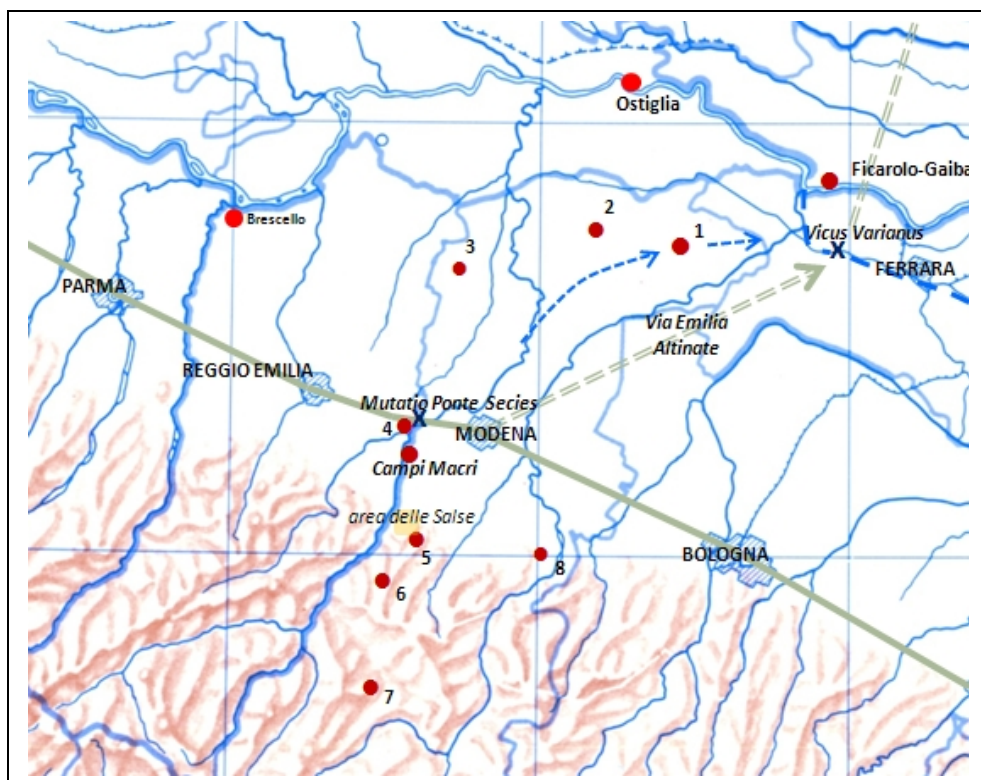 Ostiglia
Ficarolo-Gaiba
Brescello
2
1
Vicus Varianus
X
3
FERRARA
PARMA
Via Emilia
Altinate
REGGIO EMILIA
Mutatio Ponte Secies
X
4
MODENA
Campi Macri
area delle Salse
5
8
BOLOGNA
6
7